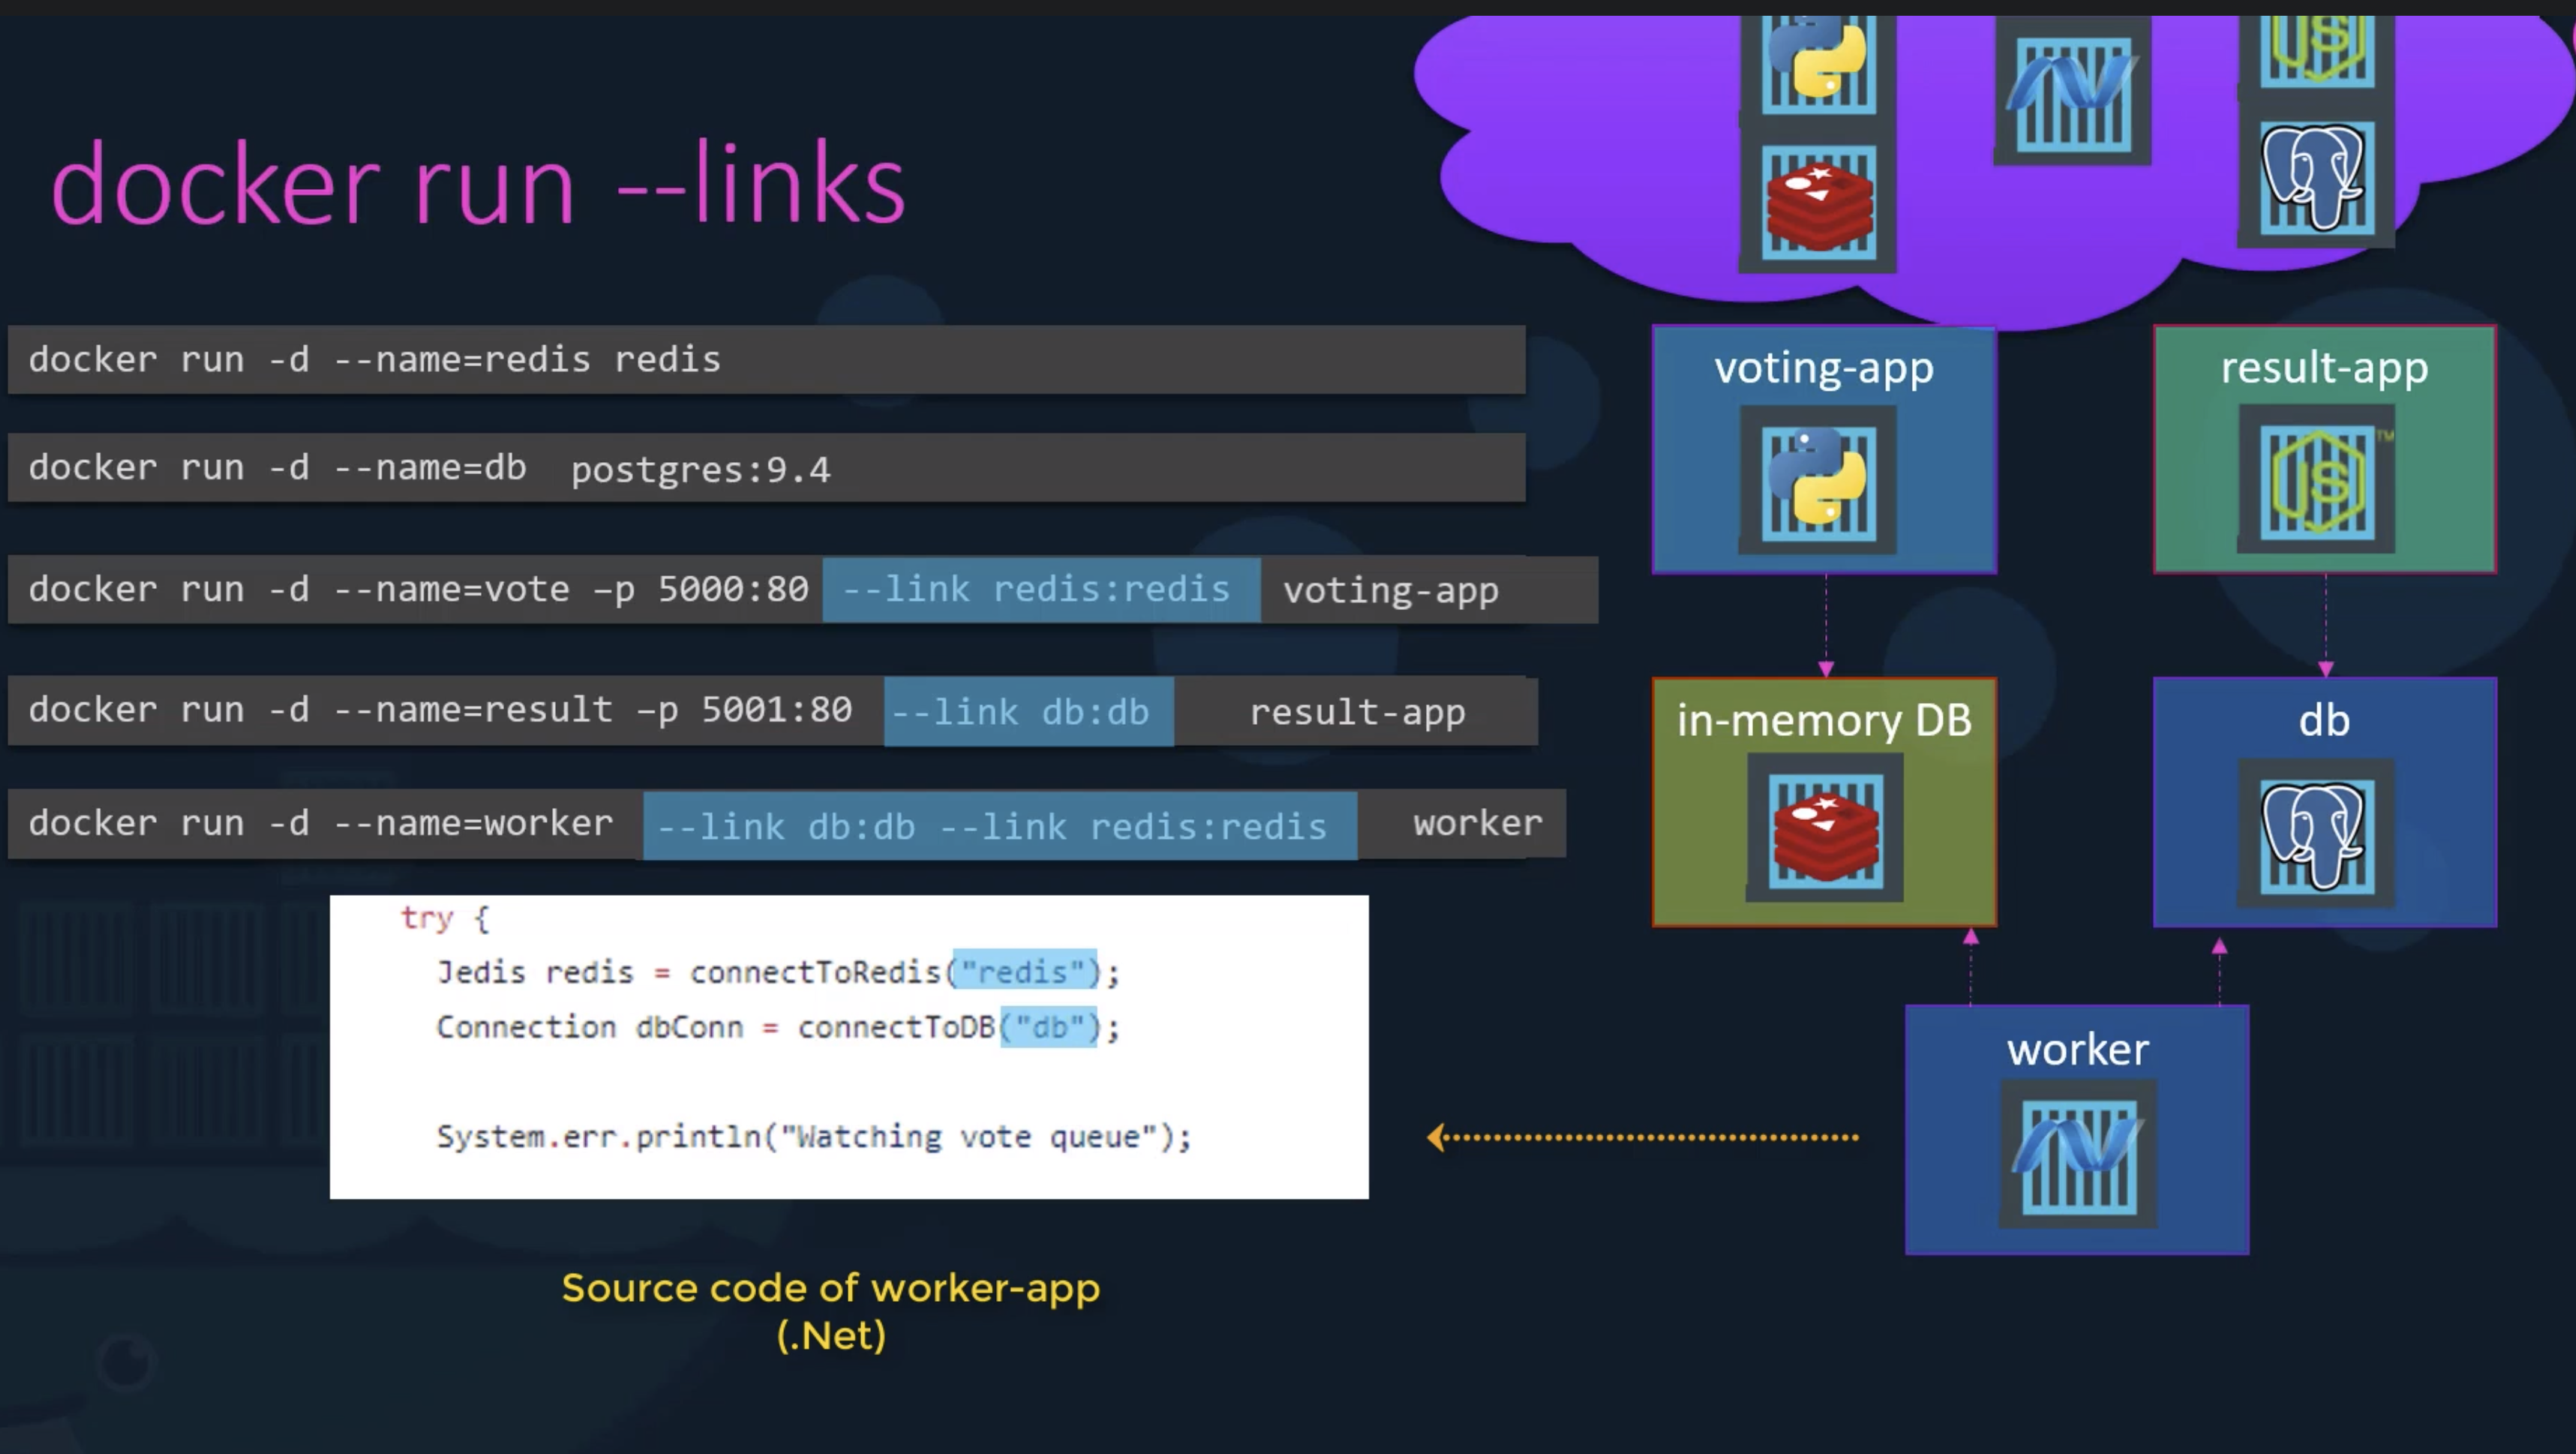 docker run --links
docker run -d --name=redis redis
docker run -d --name=db postgres:9.4
docker run -d --name=vote –p 5000:80 --link redis:redis voting-app
docker run -d --name=result –p 5001:80 --link db:db result-app
docker run -d --name=worker --link db:db --link redis:redis worker
try {
Jedis redis = connectToRedis("redis");
Connection dbConn = connectToDB("db");
System.err.println("Watching vote queue");
Source code of worker-app
(.Net)
JS
voting-app
result-app
JS
TM
in-memory DB
db
worker